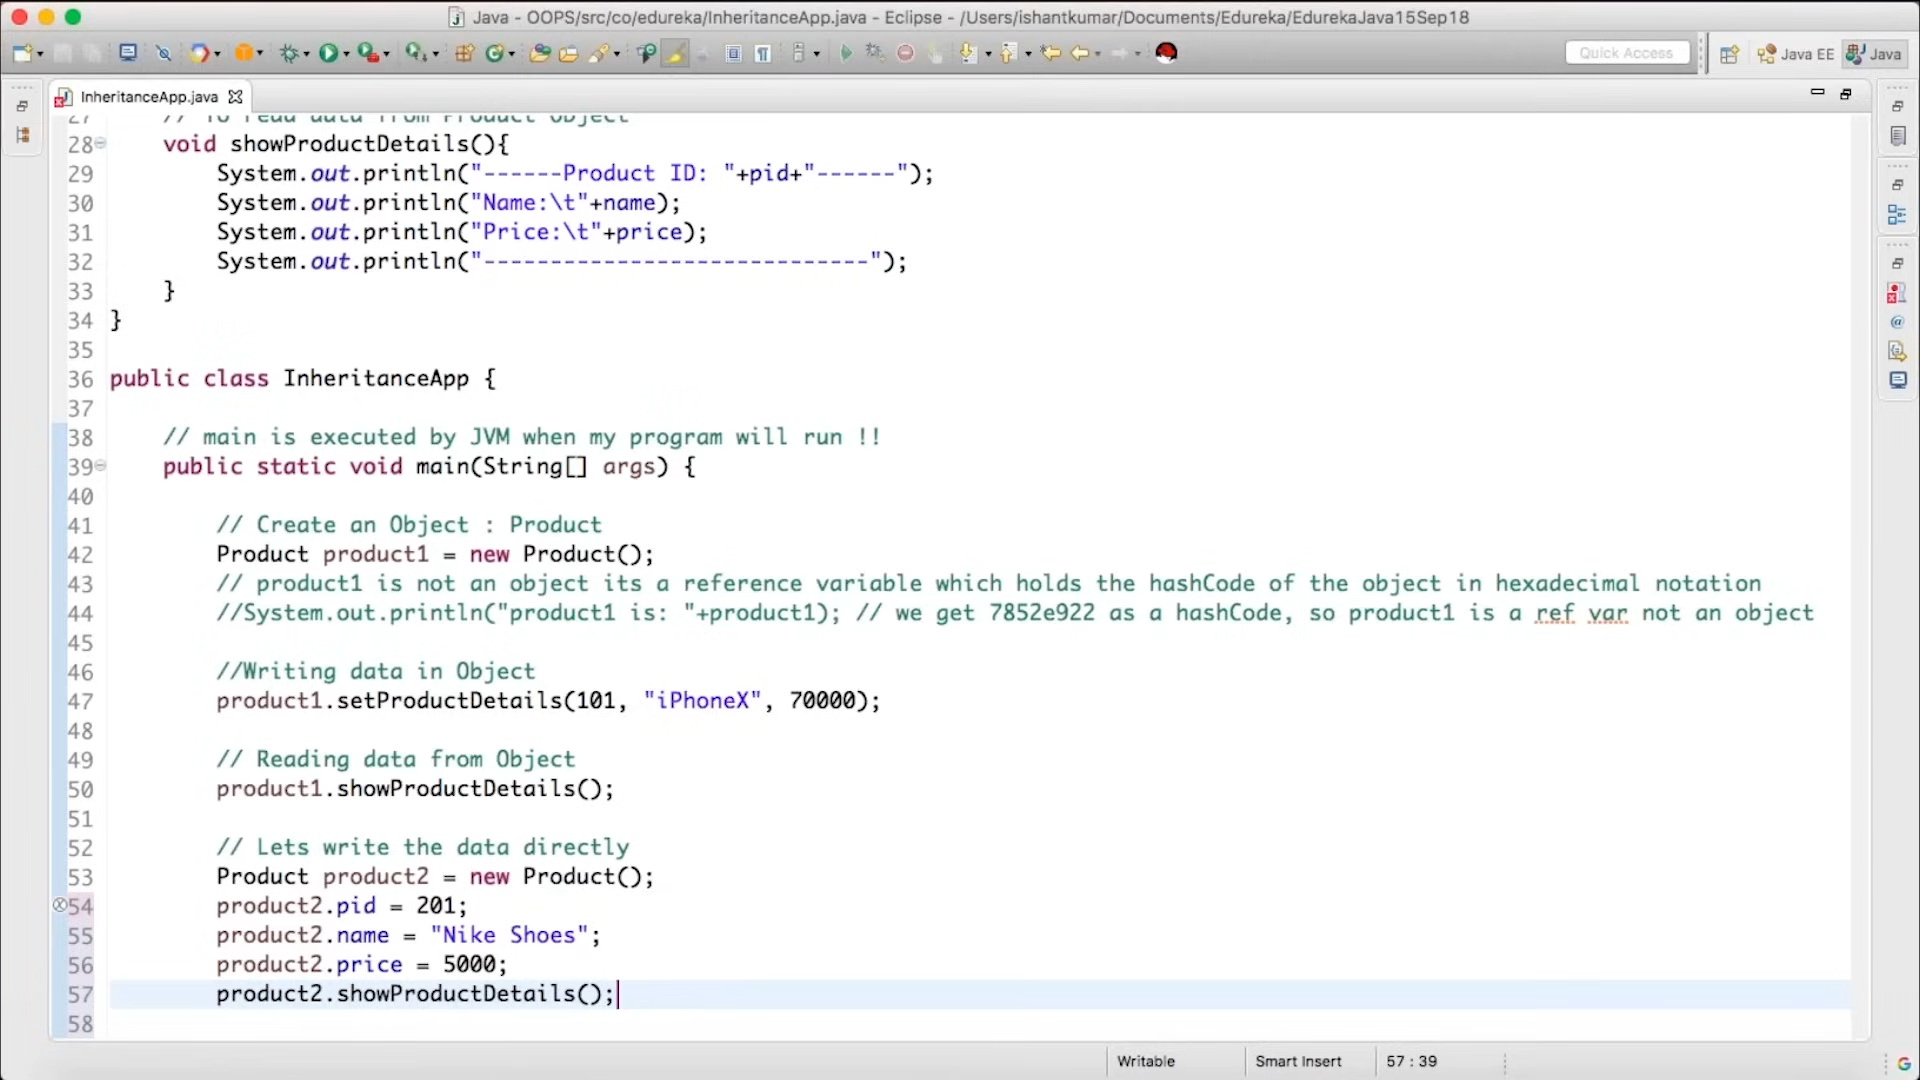 Java - OOPS/src/co/edureka/InheritanceApp.java - Eclipse - /Users/ishantkumar/Documents/Edureka/EdurekaJava15Sep18
Quick Access
Java EE
Java
InheritanceApp.java
27 // To read data from Product Object
28 void showProductDetails(){
29 System.out.println("------Product ID: "+pid+"------");
30 System.out.println("Name:\t"+name);
31 System.out.println("Price:\t"+price);
32 System.out.println("-----------------------------");
33 }
34 }
35
36 public class InheritanceApp {
37
38 // main is executed by JVM when my program will run !!
39 public static void main(String[] args) {
40
41 // Create an Object : Product
42 Product product1 = new Product();
43 // product1 is not an object its a reference variable which holds the hashCode of the object in hexadecimal notation
44 //System.out.println("product1 is: "+product1); // we get 7852e922 as a hashCode, so product1 is a ref var not an object
45
46 //Writing data in Object
47 product1.setProductDetails(101, "iPhoneX", 70000);
48
49 // Reading data from Object
50 product1.showProductDetails();
51
52 // Lets write the data directly
53 Product product2 = new Product();
54 product2.pid = 201;
55 product2.name = "Nike Shoes";
56 product2.price = 5000;
57 product2.showProductDetails();
58
Writable
Smart Insert
57 : 39